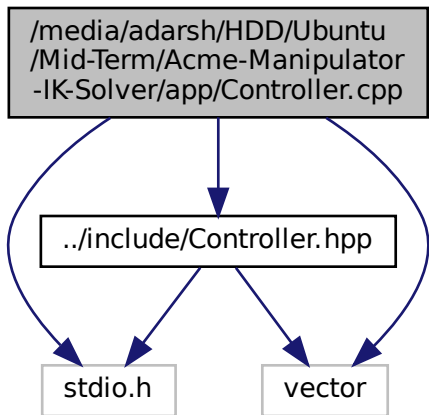 /media/adarsh/HDD/Ubuntu
/Mid-Term/Acme-Manipulator
-IK-Solver/app/Controller.cpp
../include/Controller.hpp
stdio.h
vector